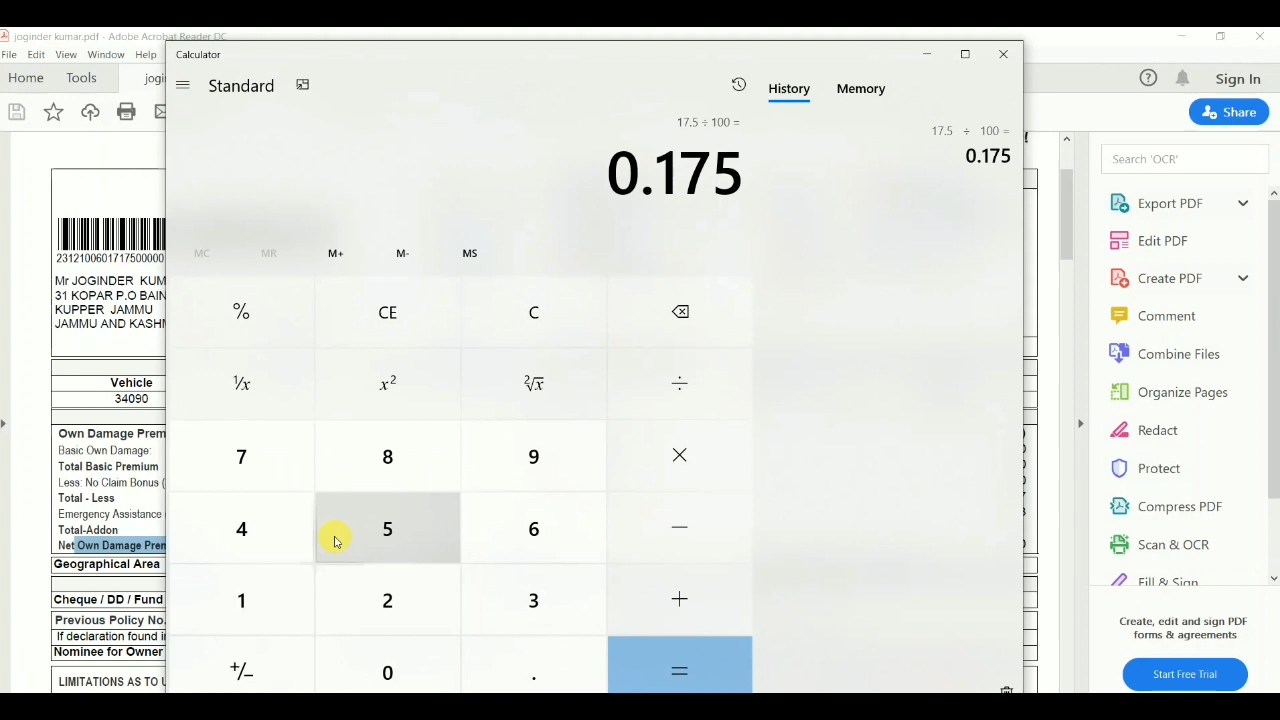 joginder kumar.pdf - Adobe Acrobat Reader DC
File Edit View Window Help
Home Tools
Sign In
Share
Calculator
Standard
History Memory
17.5 ÷ 100 =
0.175
17.5 ÷ 100 =
0.175
MC MR M+ M- MS
% CE C
¹/x x² ²√x ÷
7 8 9 ×
4 5 6 −
1 2 3 +
+/− 0 . =
Mr JOGINDER KUM
31 KOPAR P.O BAIN
KUPPER JAMMU
JAMMU AND KASH
Vehicle
34090
Own Damage Prem
Basic Own Damage:
Total Basic Premium
Less: No Claim Bonus (
Total - Less
Emergency Assistance
Total-Addon
Net Own Damage Prem
Geographical Area
Cheque / DD / Fund
Previous Policy No.
If declaration found i
Nominee for Owner
LIMITATIONS AS TO U
Search 'OCR'
Export PDF
Edit PDF
Create PDF
Comment
Combine Files
Organize Pages
Redact
Protect
Compress PDF
Scan & OCR
Fill & Sign
Create, edit and sign PDF
forms & agreements
Start Free Trial